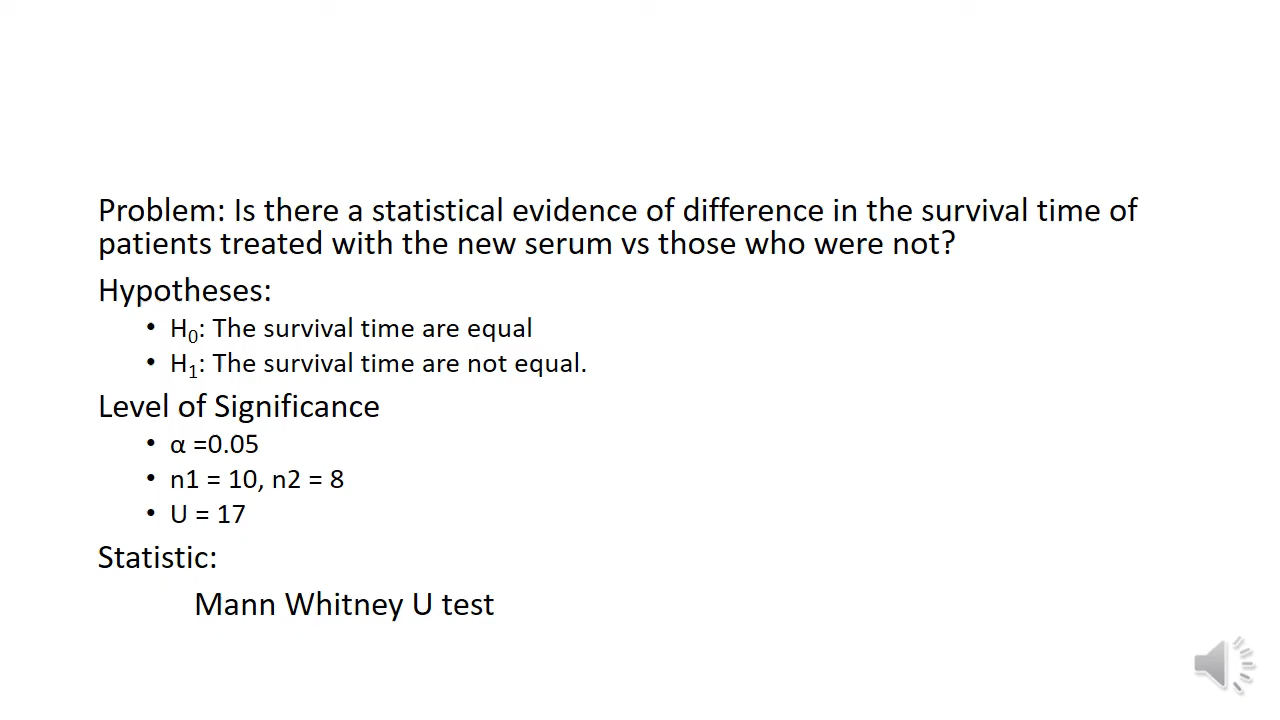 Problem: Is there a statistical evidence of difference in the survival time of
patients treated with the new serum vs those who were not?
Hypotheses:
• H₀: The survival time are equal
• H₁: The survival time are not equal.
Level of Significance
• α =0.05
• n1 = 10, n2 = 8
• U = 17
Statistic:
Mann Whitney U test